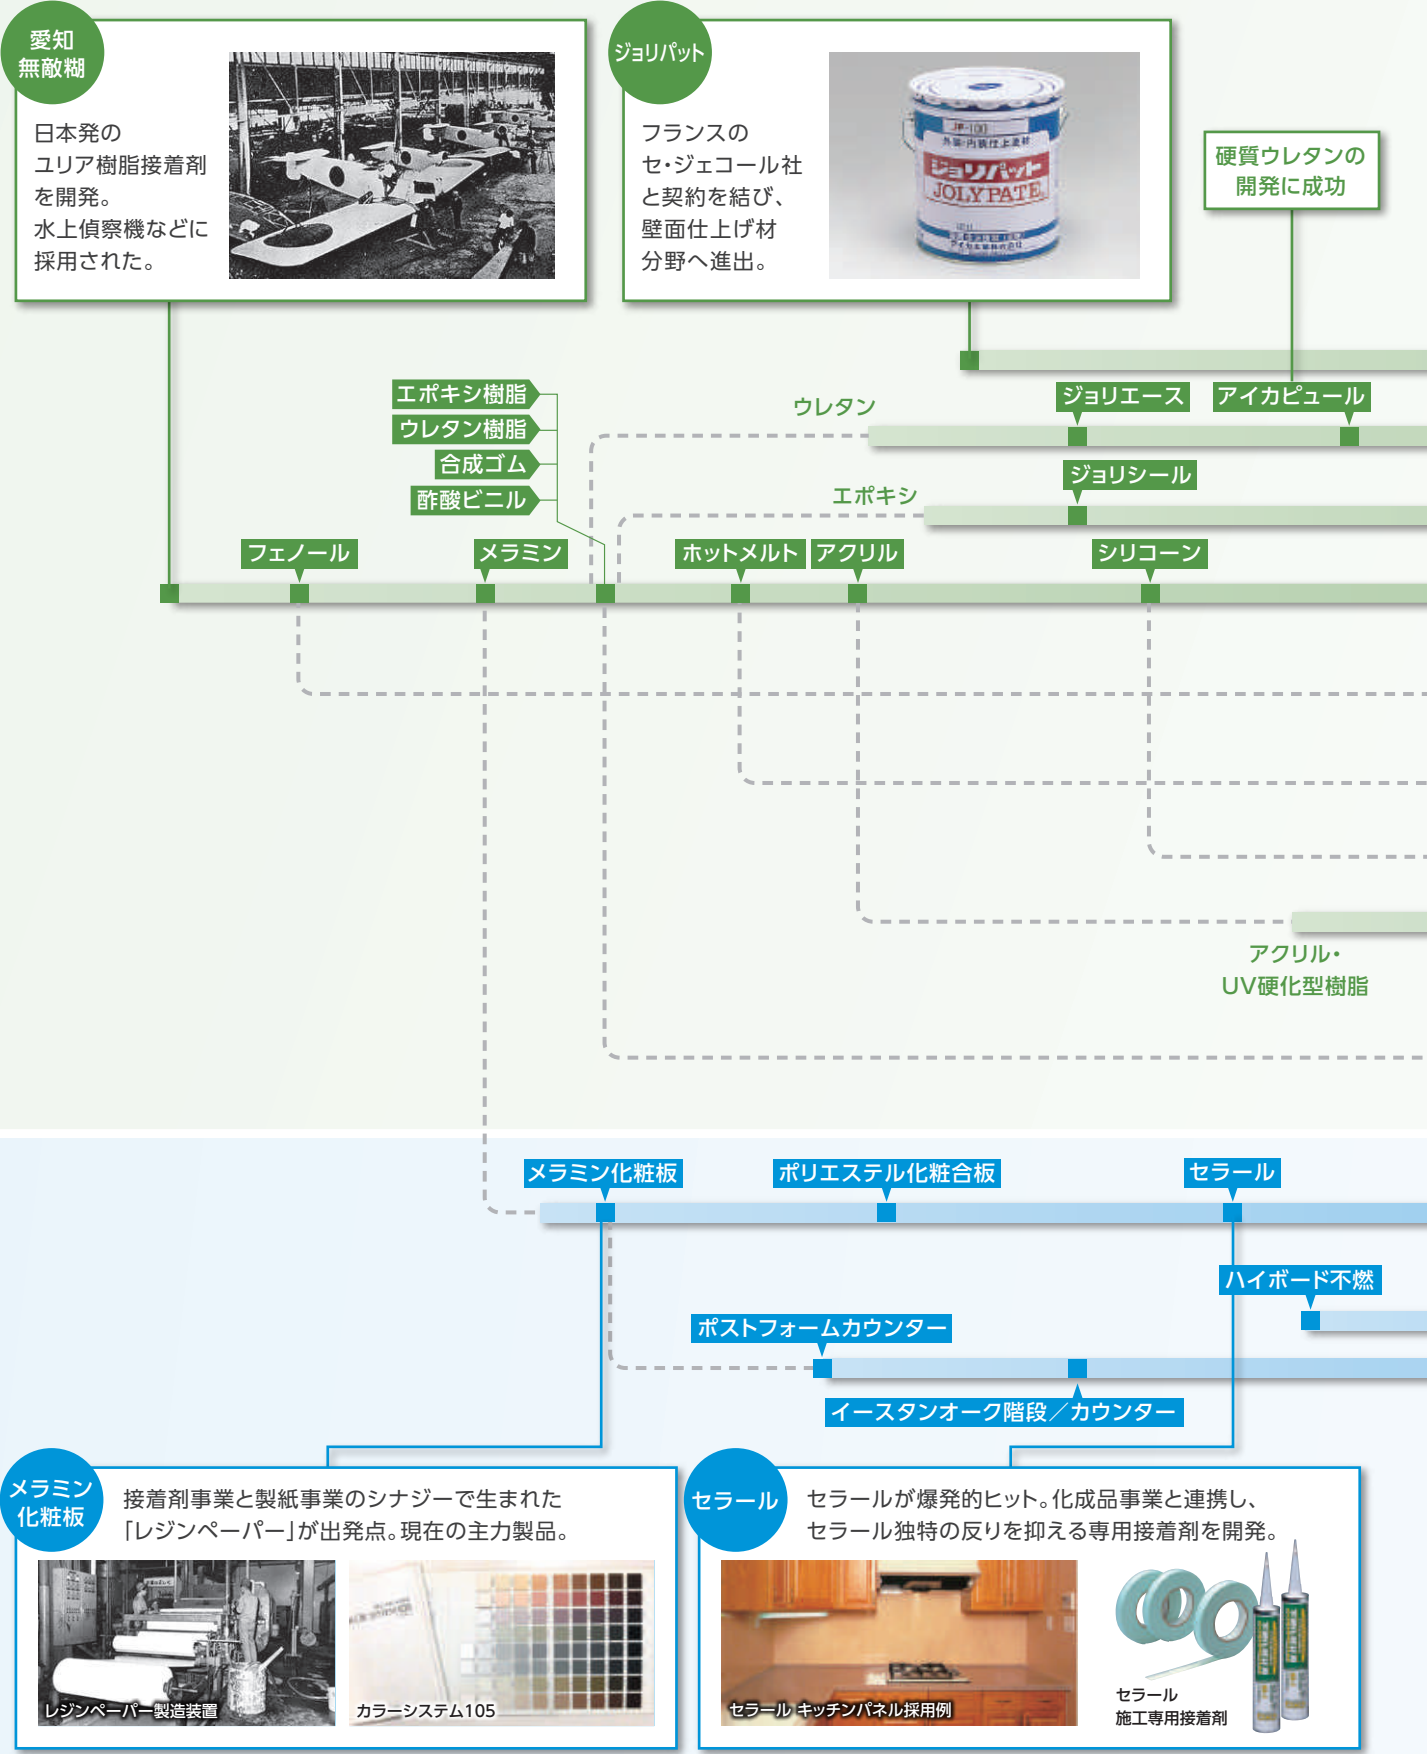 愛知
無敵糊
日本発の
ユリア樹脂接着剤
を開発。
水上偵察機などに
採用された。
ジョリパット
フランスの
セ・ジェコール社
と契約を結び、
壁面仕上げ材
分野へ進出。
JP-100
外装・内装仕上塗材
ジョリパット
JOLYPATE
硬質ウレタンの
開発に成功
エポキシ樹脂
ウレタン樹脂
合成ゴム
酢酸ビニル
ウレタン
ジョリエース
アイカピュール
エポキシ
ジョリシール
フェノール
メラミン
ホットメルト
アクリル
シリコーン
アクリル・
UV硬化型樹脂
メラミン化粧板
ポリエステル化粧合板
セラール
ハイボード不燃
ポストフォームカウンター
イースタンオーク階段／カウンター
メラミン
化粧板
接着剤事業と製紙事業のシナジーで生まれた
「レジンペーパー」が出発点。現在の主力製品。
レジンペーパー製造装置
カラーシステム105
セラール
セラールが爆発的ヒット。化成品事業と連携し、
セラール独特の反りを抑える専用接着剤を開発。
セラール キッチンパネル採用例
セラール
施工専用接着剤